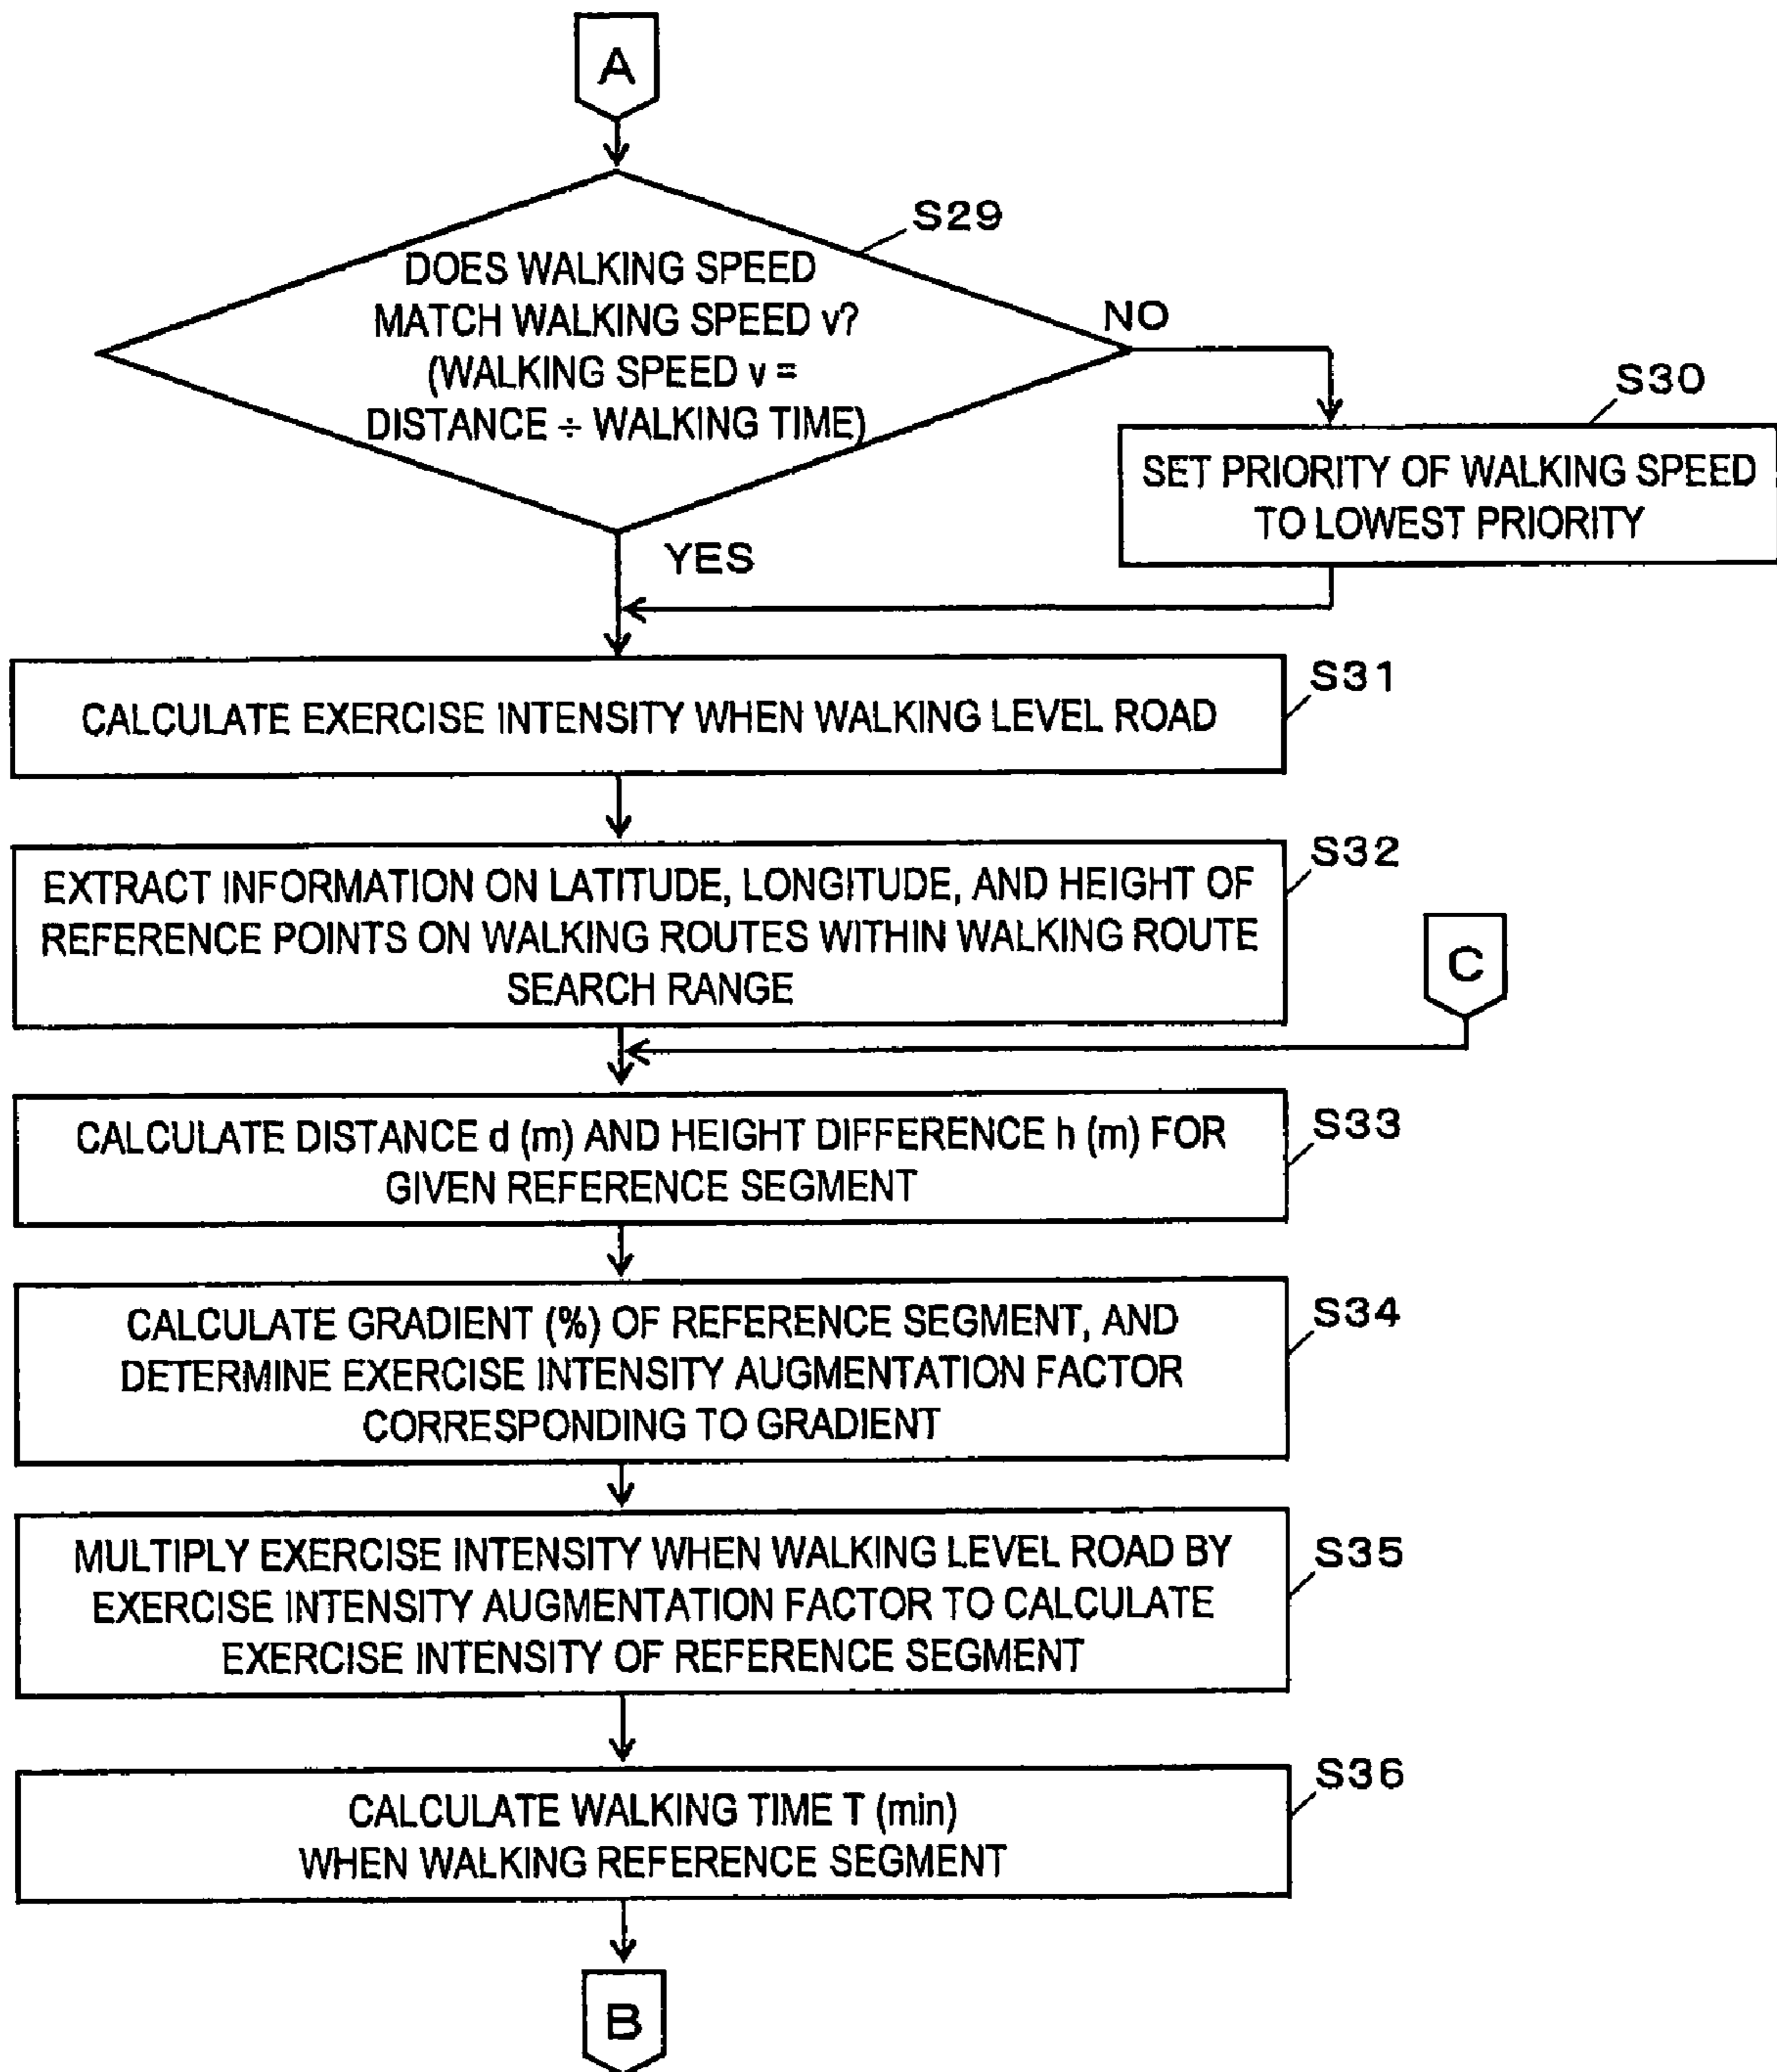 A
S29
DOES WALKING SPEED
MATCH WALKING SPEED v?
(WALKING SPEED v =
DISTANCE ÷ WALKING TIME)
NO
S30
SET PRIORITY OF WALKING SPEED
TO LOWEST PRIORITY
YES
S31
CALCULATE EXERCISE INTENSITY WHEN WALKING LEVEL ROAD
S32
EXTRACT INFORMATION ON LATITUDE, LONGITUDE, AND HEIGHT OF
REFERENCE POINTS ON WALKING ROUTES WITHIN WALKING ROUTE
SEARCH RANGE
C
S33
CALCULATE DISTANCE d (m) AND HEIGHT DIFFERENCE h (m) FOR
GIVEN REFERENCE SEGMENT
S34
CALCULATE GRADIENT (%) OF REFERENCE SEGMENT, AND
DETERMINE EXERCISE INTENSITY AUGMENTATION FACTOR
CORRESPONDING TO GRADIENT
S35
MULTIPLY EXERCISE INTENSITY WHEN WALKING LEVEL ROAD BY
EXERCISE INTENSITY AUGMENTATION FACTOR TO CALCULATE
EXERCISE INTENSITY OF REFERENCE SEGMENT
S36
CALCULATE WALKING TIME T (min)
WHEN WALKING REFERENCE SEGMENT
B